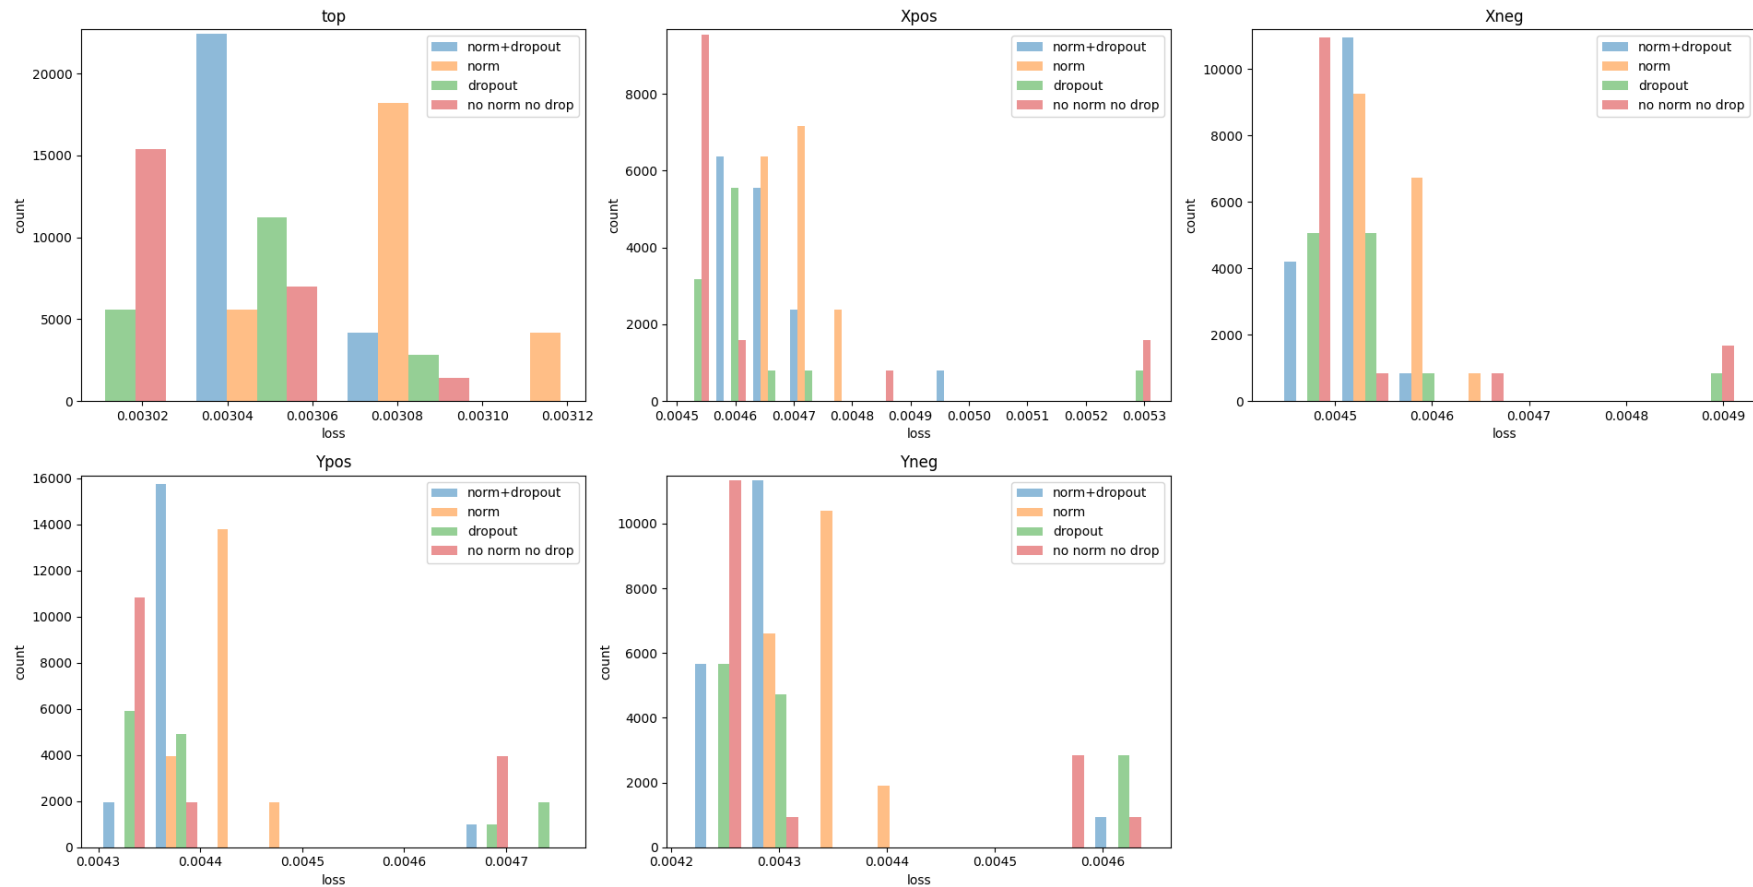 top
20000
15000
10000
5000
0
count
norm+dropout
norm
dropout
no norm no drop
0.00302 0.00304 0.00306 0.00308 0.00310 0.00312
loss
Xpos
8000
6000
4000
2000
0
count
norm+dropout
norm
dropout
no norm no drop
0.0045 0.0046 0.0047 0.0048 0.0049 0.0050 0.0051 0.0052 0.0053
loss
Xneg
10000
8000
6000
4000
2000
0
count
norm+dropout
norm
dropout
no norm no drop
0.0045 0.0046 0.0047 0.0048 0.0049
loss
Ypos
16000
14000
12000
10000
8000
6000
4000
2000
0
count
norm+dropout
norm
dropout
no norm no drop
0.0043 0.0044 0.0045 0.0046 0.0047
loss
Yneg
10000
8000
6000
4000
2000
0
count
norm+dropout
norm
dropout
no norm no drop
0.0042 0.0043 0.0044 0.0045 0.0046
loss